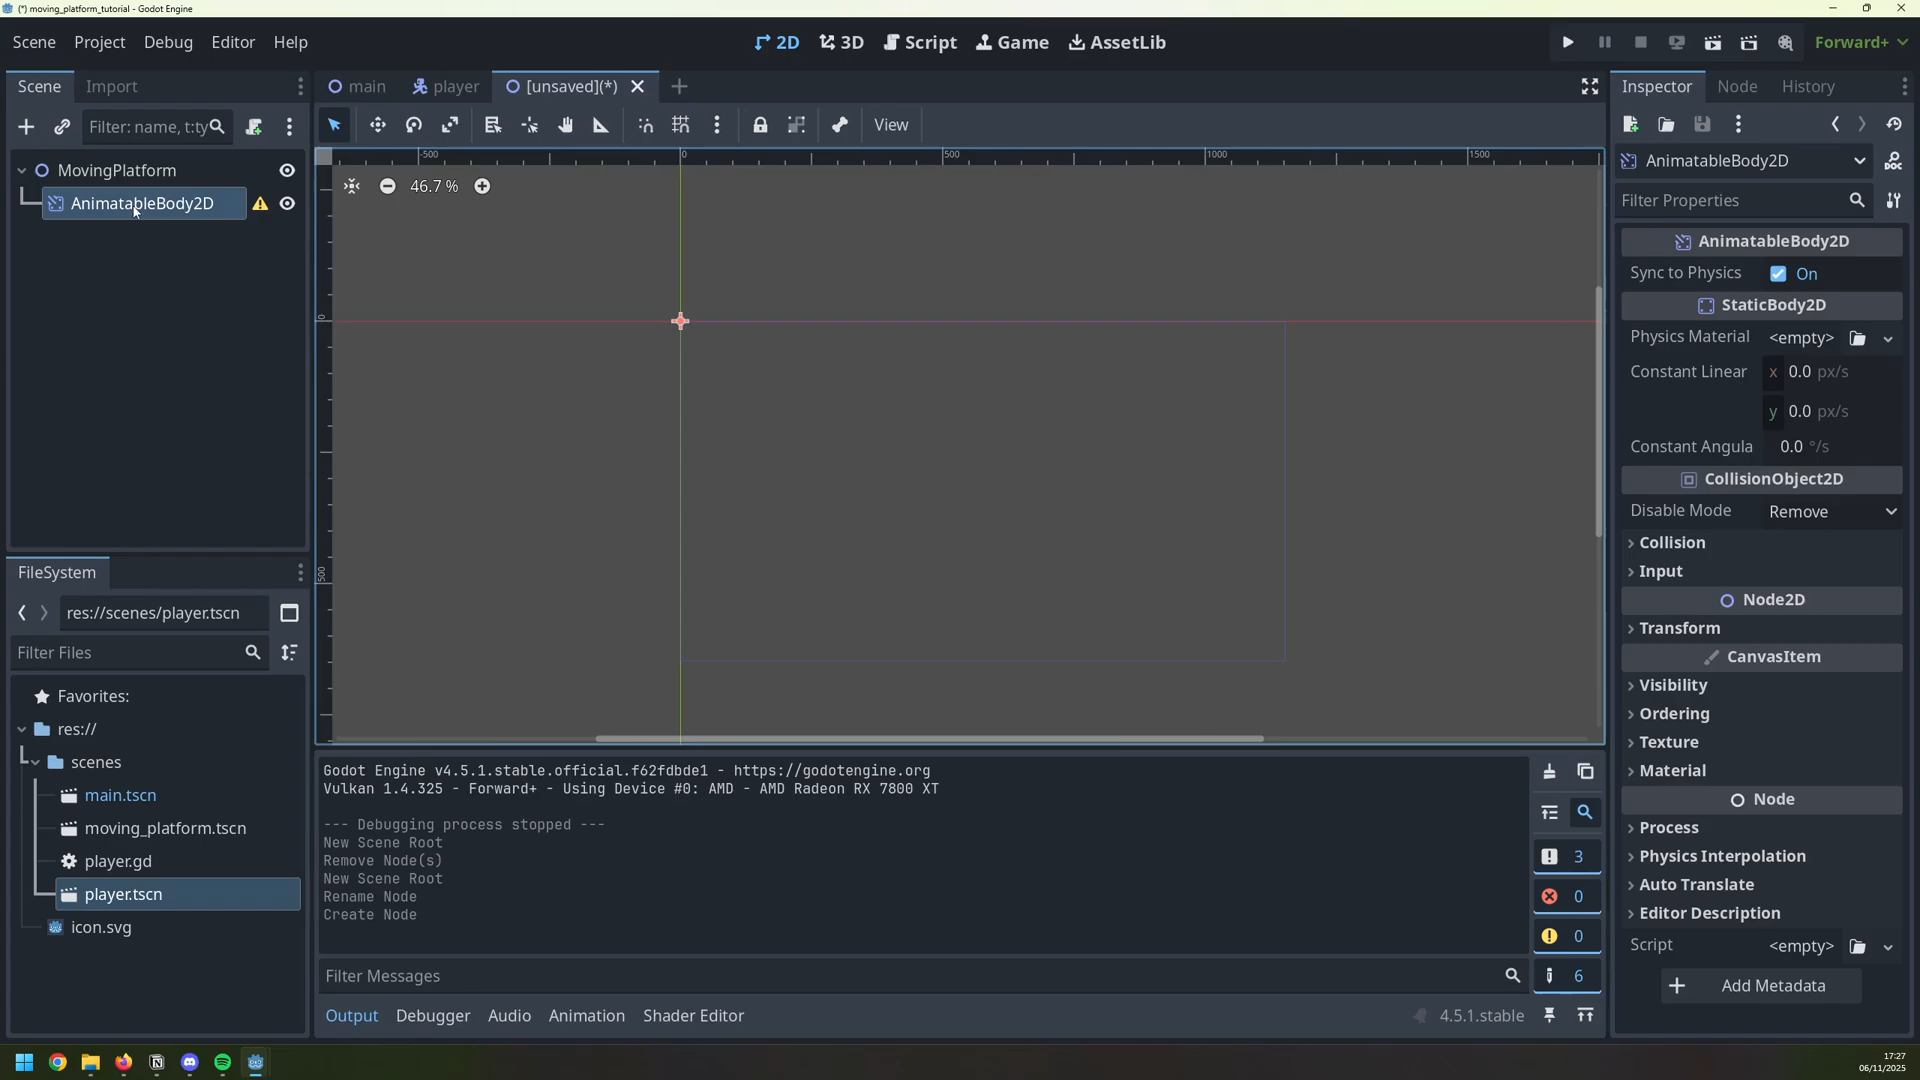 (*) moving_platform_tutorial - Godot Engine
Scene Project Debug Editor Help
2D 3D Script Game AssetLib
Forward+
Scene Import
main player [unsaved](*)
Inspector Node History
Filter: name, t:ty
View
AnimatableBody2D
Filter Properties
MovingPlatform
AnimatableBody2D
-500 0 500 1000 1500
0
500
46.7 %
AnimatableBody2D
Sync to Physics On
StaticBody2D
Physics Material <empty>
Constant Linear x 0.0 px/s
y 0.0 px/s
Constant Angula 0.0 °/s
CollisionObject2D
Disable Mode Remove
Collision
Input
Node2D
Transform
CanvasItem
Visibility
Ordering
Texture
Material
Node
Process
Physics Interpolation
Auto Translate
Editor Description
Script <empty>
Add Metadata
FileSystem
res://scenes/player.tscn
Filter Files
Favorites:
res://
scenes
main.tscn
moving_platform.tscn
player.gd
player.tscn
icon.svg
Godot Engine v4.5.1.stable.official.f62fdbde1 - https://godotengine.org
Vulkan 1.4.325 - Forward+ - Using Device #0: AMD - AMD Radeon RX 7800 XT
--- Debugging process stopped ---
New Scene Root
Remove Node(s)
New Scene Root
Rename Node
Create Node
3
0
0
6
Filter Messages
Output Debugger Audio Animation Shader Editor
4.5.1.stable
17:27
06/11/2025